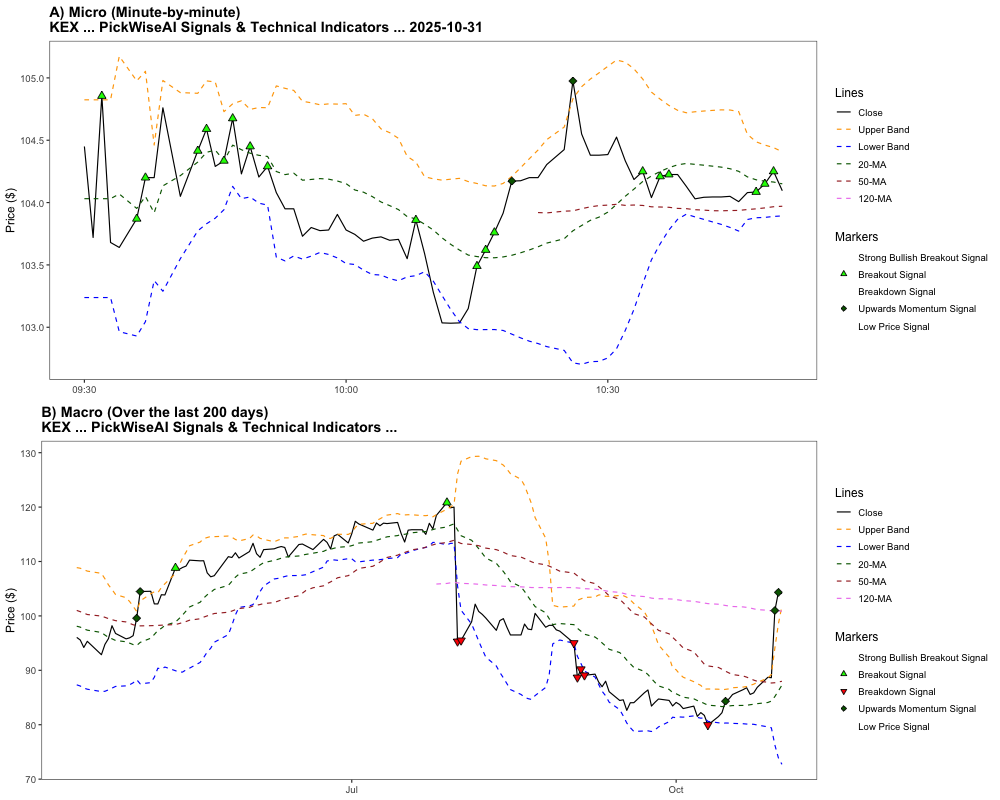 A) Micro (Minute-by-minute)
KEX ... PickWiseAI Signals & Technical Indicators ... 2025-10-31
Price ($)
105.0
104.5
104.0
103.5
103.0
09:30
10:00
10:30
Lines
Close
Upper Band
Lower Band
20-MA
50-MA
120-MA
Markers
Strong Bullish Breakout Signal
Breakout Signal
Breakdown Signal
Upwards Momentum Signal
Low Price Signal
B) Macro (Over the last 200 days)
KEX ... PickWiseAI Signals & Technical Indicators ...
Price ($)
130
120
110
100
90
80
70
Jul
Oct
Lines
Close
Upper Band
Lower Band
20-MA
50-MA
120-MA
Markers
Strong Bullish Breakout Signal
Breakout Signal
Breakdown Signal
Upwards Momentum Signal
Low Price Signal